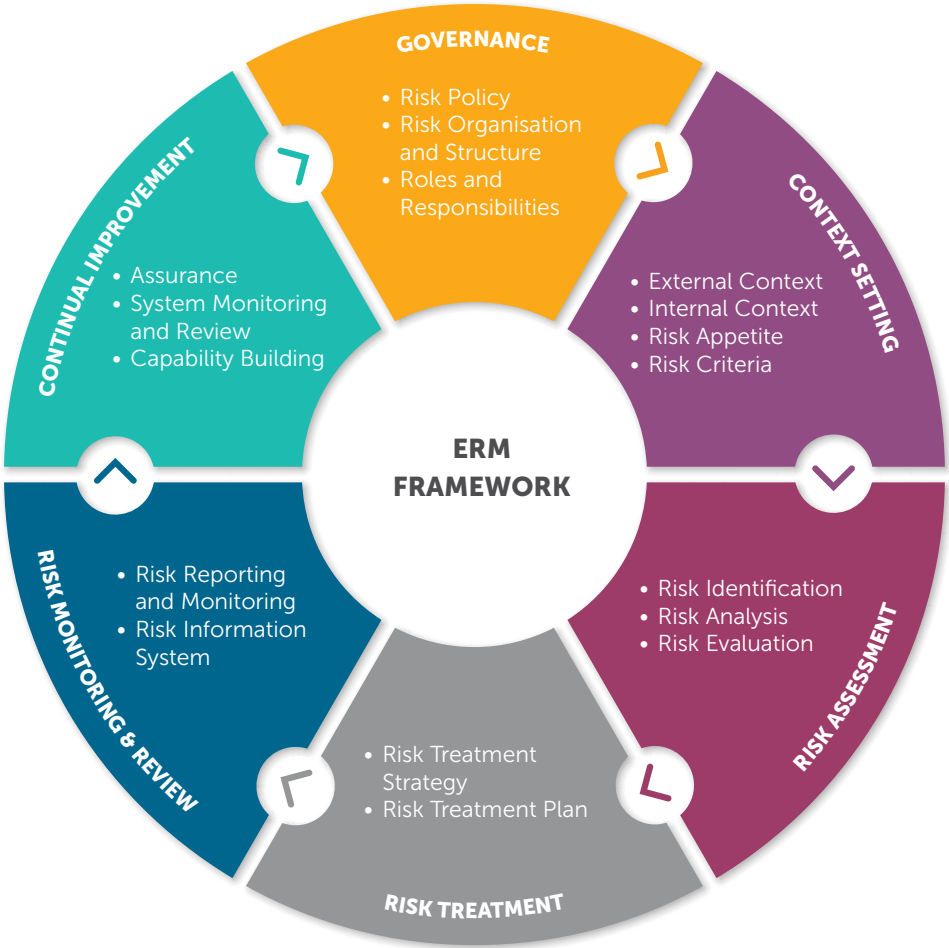 GOVERNANCE
• Risk Policy
• Risk Organisation
and Structure
• Roles and
Responsibilities
CONTEXT SETTING
• External Context
• Internal Context
• Risk Appetite
• Risk Criteria
RISK ASSESSMENT
• Risk Identification
• Risk Analysis
• Risk Evaluation
RISK TREATMENT
• Risk Treatment
Strategy
• Risk Treatment Plan
RISK MONITORING & REVIEW
• Risk Reporting
and Monitoring
• Risk Information
System
CONTINUAL IMPROVEMENT
• Assurance
• System Monitoring
and Review
• Capability Building
ERM
FRAMEWORK